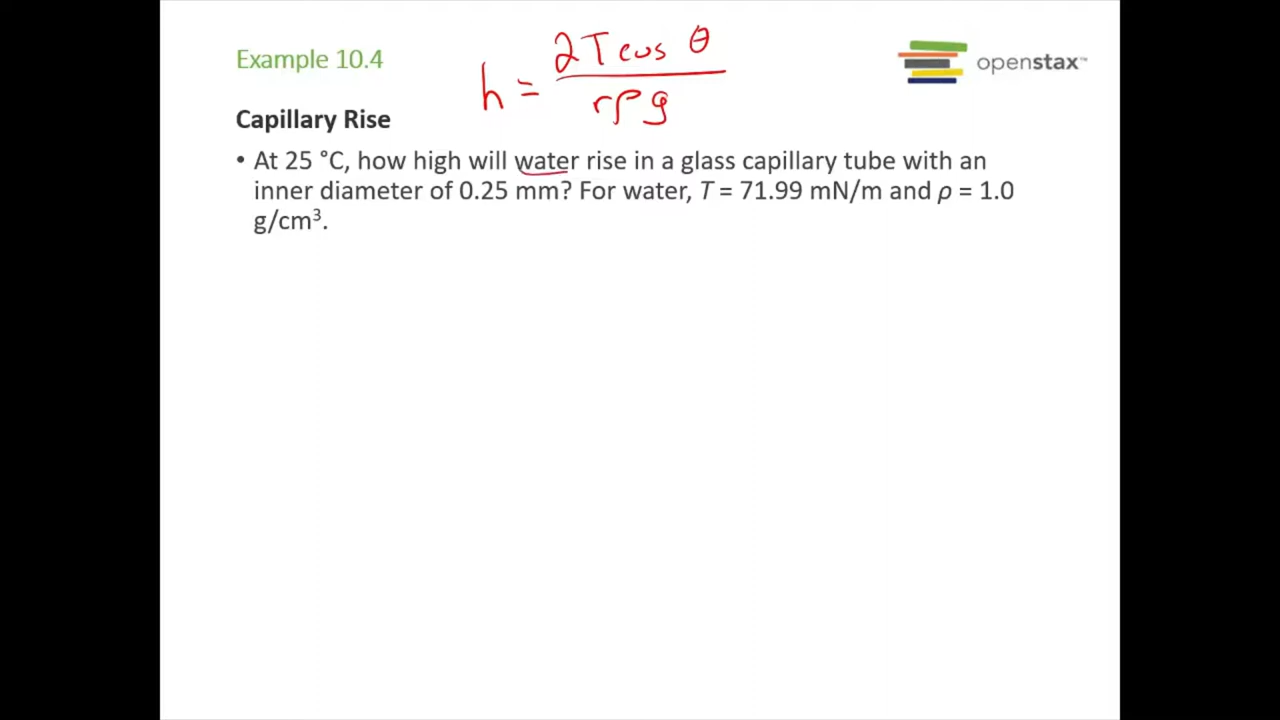 Example 10.4
h = 2T cos θ / rρg
openstax™
Capillary Rise
• At 25 °C, how high will water rise in a glass capillary tube with an
inner diameter of 0.25 mm? For water, T = 71.99 mN/m and ρ = 1.0
g/cm³.